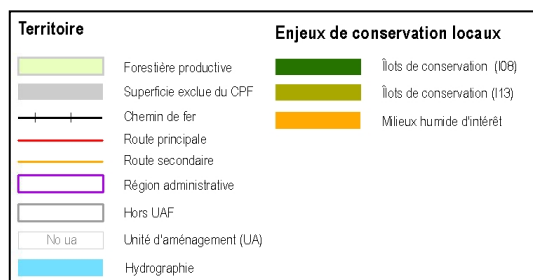 Territoire
Forestière productive
Superficie exclue du CPF
Chemin de fer
Route principale
Route secondaire
Région administrative
Hors UAF
No ua Unité d'aménagement (UA)
Hydrographie
Enjeux de conservation locaux
Îlots de conservation (I08)
Îlots de conservation (I13)
Milieux humide d'intérêt